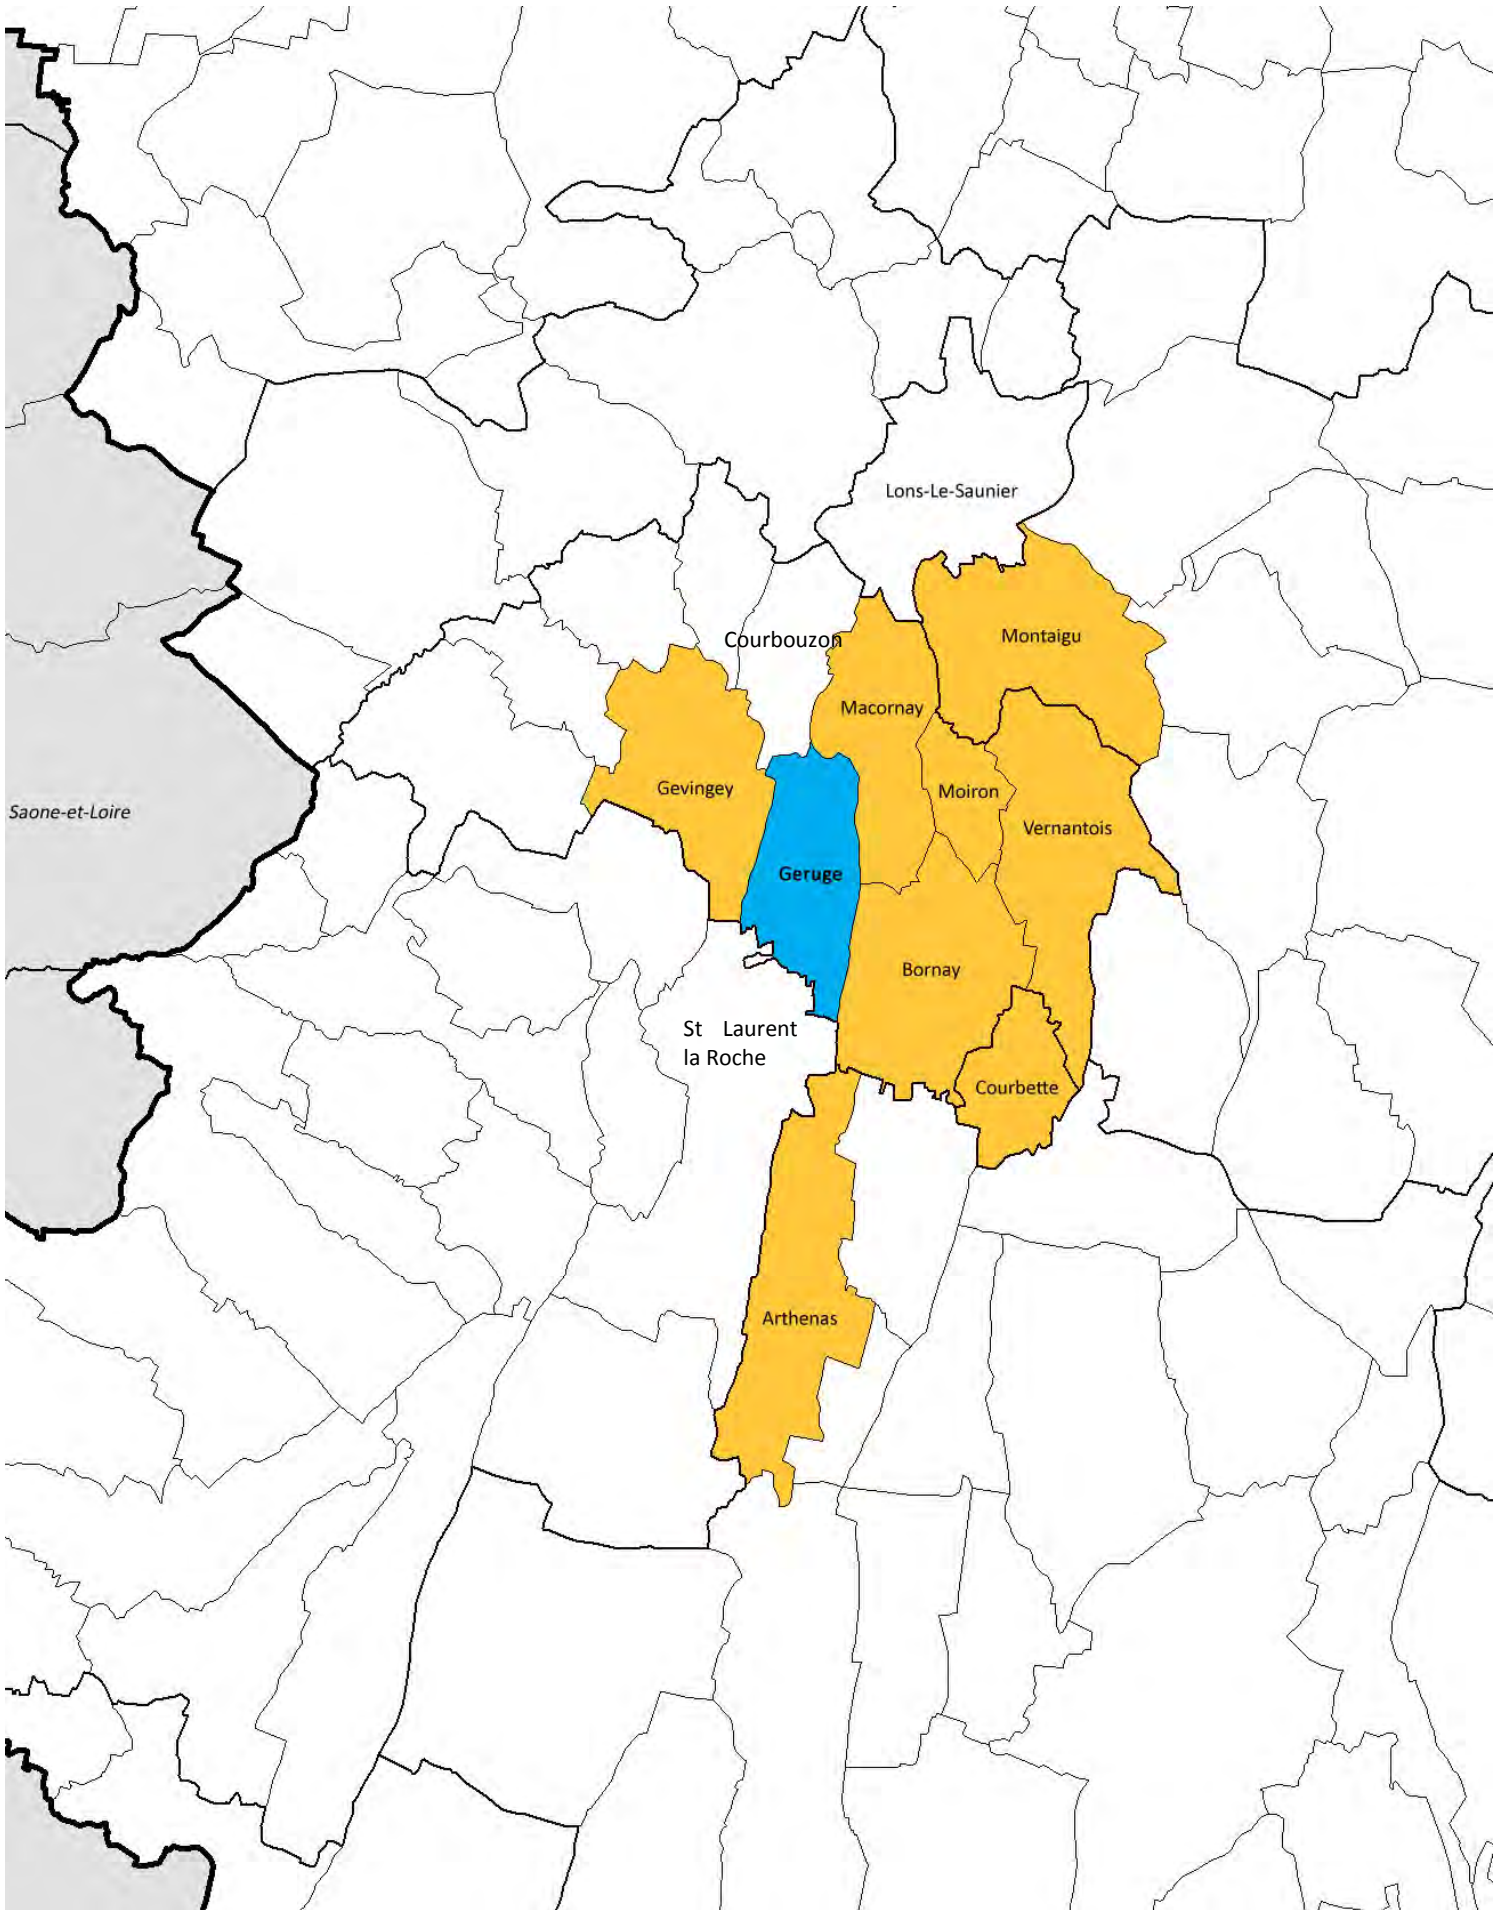 Lons-Le-Saunier
Courbouzon
Montaigu
Macornay
Gevingey
Moiron
Saone-et-Loire
Vernantois
Geruge
Bornay
St Laurent
la Roche
Courbette
Arthenas